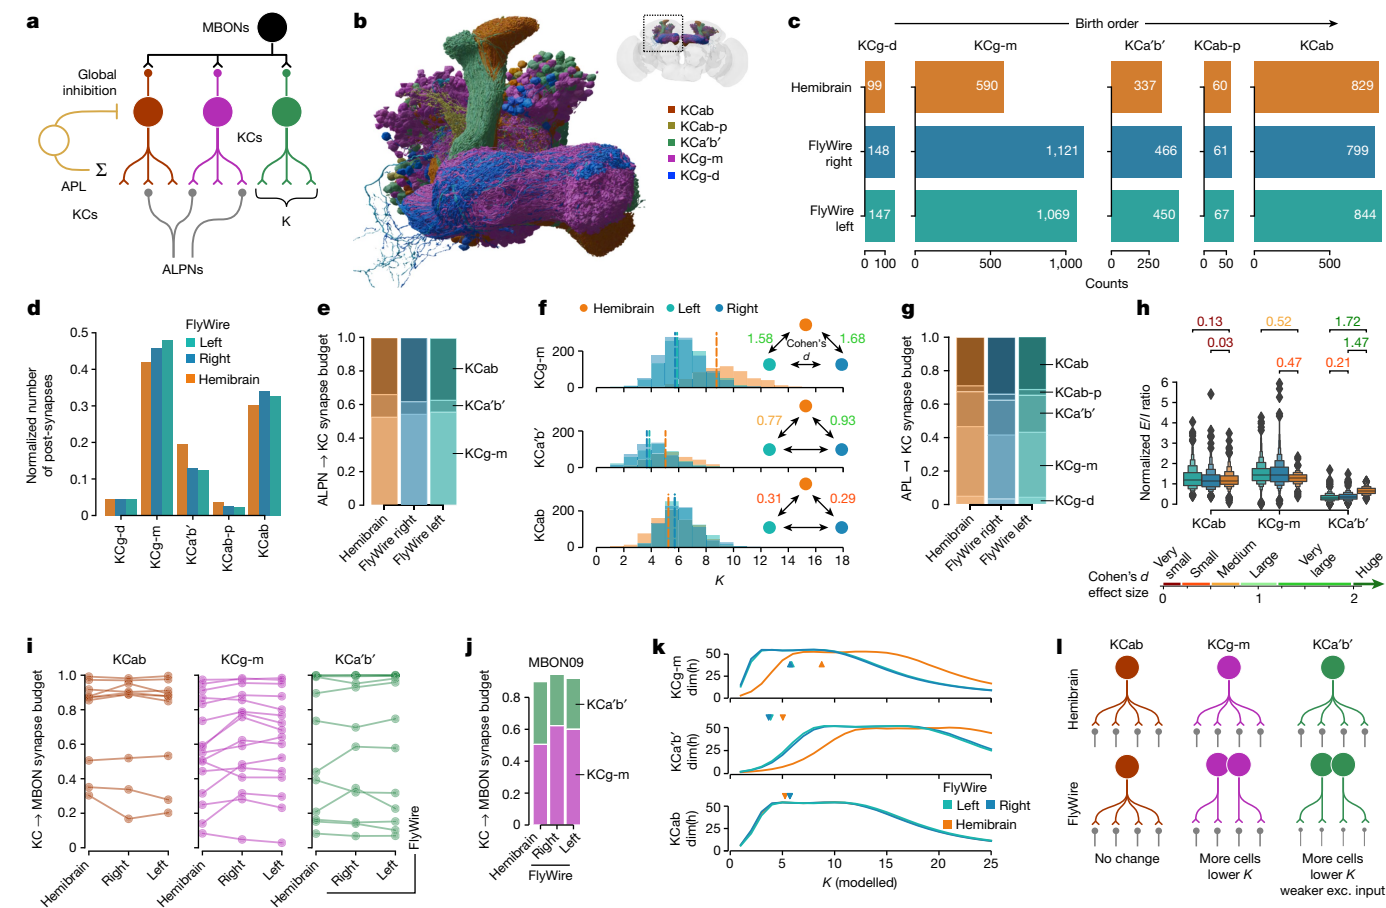 a
MBONs
Global
inhibition
KCs
APL
Σ
KCs
K
ALPNs
b
KCab
KCab-p
KCa′b′
KCg-m
KCg-d
c
Birth order
KCg-d
KCg-m
KCa′b′
KCab-p
KCab
Hemibrain
99
590
337
60
829
FlyWire
right
148
1,121
466
61
799
FlyWire
left
147
1,069
450
67
844
0 100
0 500 1,000
0 250
0 50
0 500
Counts
d
Normalized number
of post-synapses
0.5
0.4
0.3
0.2
0.1
0
FlyWire
Left
Right
Hemibrain
KCg-d
KCg-m
KCa′b′
KCab-p
KCab
e
ALPN → KC synapse budget
1.0
0.8
0.6
0.4
0.2
0
KCab
KCa′b′
KCg-m
Hemibrain
FlyWire right
FlyWire left
f
Hemibrain
Left
Right
KCg-m
200
0
1.58
Cohen's
d
1.68
KCa′b′
200
0
0.77
0.93
KCab
200
0
0.31
0.29
0 2 4 6 8 10 12 14 16 18
K
g
APL → KC synapse budget
1.0
0.8
0.6
0.4
0.2
0
KCab
KCab-p
KCa′b′
KCg-m
KCg-d
Hemibrain
FlyWire right
FlyWire left
h
0.13
0.52
1.72
0.03
1.47
0.47
0.21
Normalized E/I ratio
6
5
4
3
2
1
0
KCab
KCg-m
KCa′b′
Very
small
Small
Medium
Large
Very
large
Huge
Cohen's d
effect size
0 1 2
i
KC → MBON synapse budget
KCab
KCg-m
KCa′b′
1.0
0.8
0.6
0.4
0.2
0
Hemibrain
Right
Left
Hemibrain
Right
Left
Hemibrain
Right
Left
FlyWire
j
MBON09
KC → MBON synapse budget
0.8
0.6
0.4
0.2
0
KCa′b′
KCg-m
Hemibrain
Right
Left
FlyWire
k
KCg-m
dim(h)
50
25
0
KCa′b′
dim(h)
50
25
0
KCab
dim(h)
50
25
0
FlyWire
Left
Right
Hemibrain
0 5 10 15 20 25
K (modelled)
l
KCab
KCg-m
KCa′b′
Hemibrain
FlyWire
No change
More cells
lower K
More cells
lower K
weaker exc. input